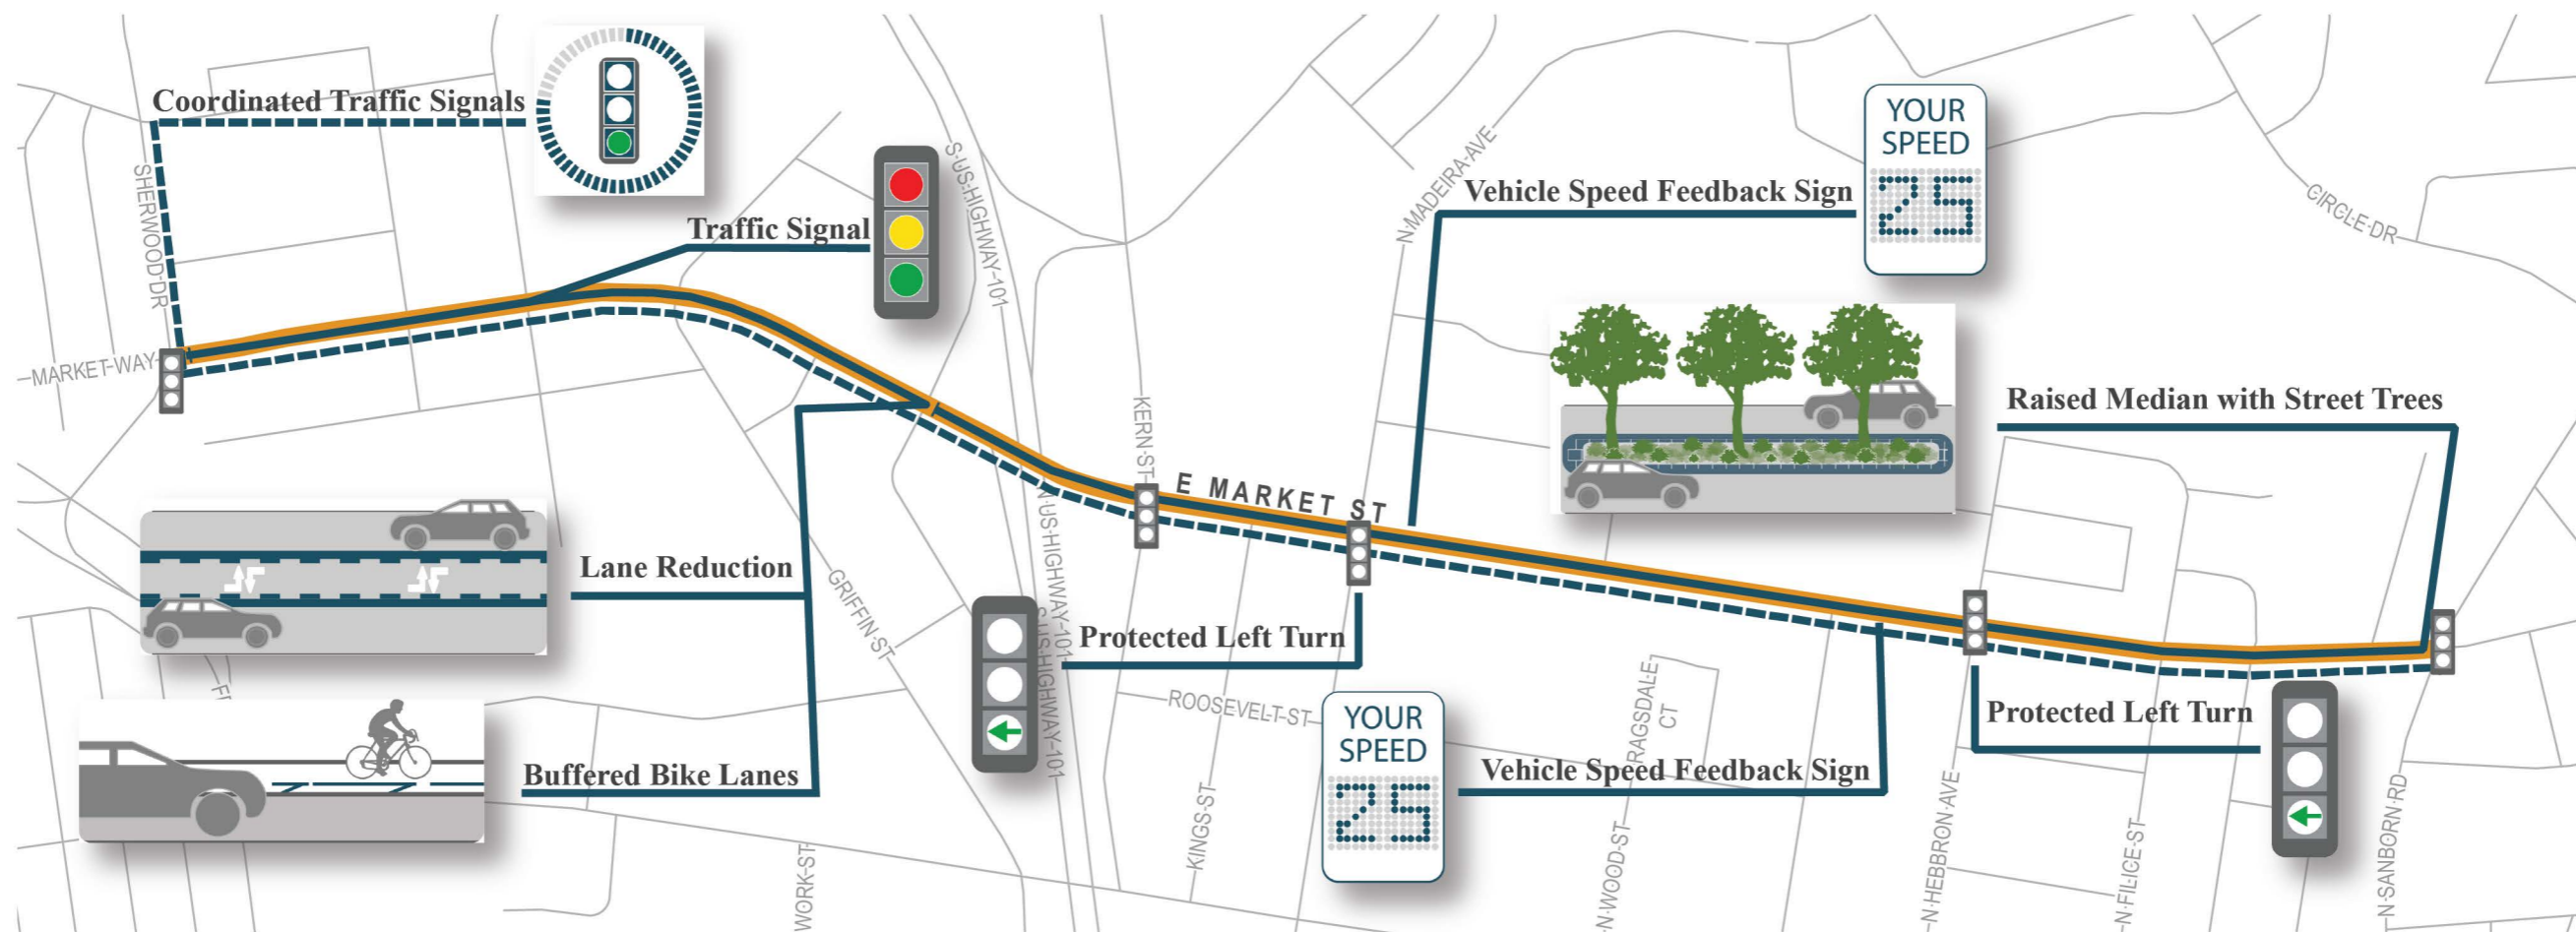 Coordinated Traffic Signals
SHERWOOD-DR
MARKET-WAY
Traffic Signal
S-US-HIGHWAY-101
N-MADEIRA-AVE
Vehicle Speed Feedback Sign
YOUR
SPEED
25
CIRCLE-DR
Raised Median with Street Trees
KERN-ST
E MARKET ST
N-US-HIGHWAY-101
S-US-HIGHWAY-101
Lane Reduction
GRIFFIN-ST
Protected Left Turn
Buffered Bike Lanes
ROOSEVELT-ST
YOUR
SPEED
25
Vehicle Speed Feedback Sign
RAGSDALE
CT
Protected Left Turn
WORK-ST
KINGS-ST
N-WOOD-ST
N-HEBBRON-AVE
N-FILICE-ST
N-SANBORN-RD